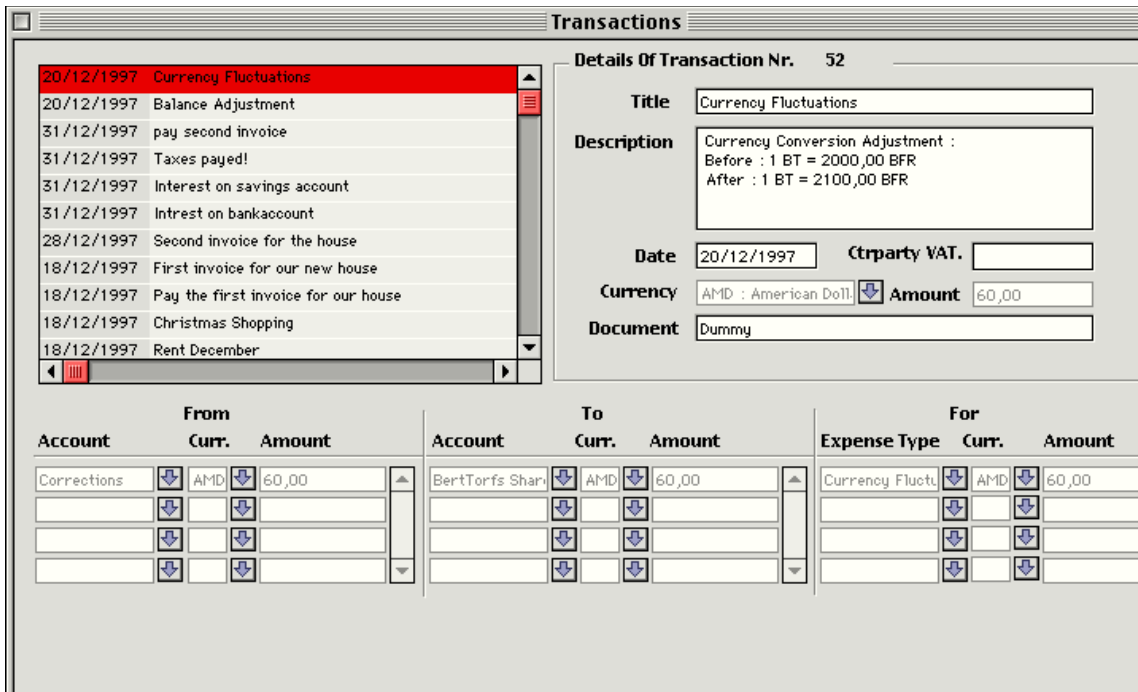 Transactions
20/12/1997 Currency Fluctuations
20/12/1997 Balance Adjustment
31/12/1997 pay second invoice
31/12/1997 Taxes payed!
31/12/1997 Interest on savings account
31/12/1997 Intrest on bankaccount
28/12/1997 Second invoice for the house
18/12/1997 First invoice for our new house
18/12/1997 Pay the first invoice for our house
18/12/1997 Christmas Shopping
18/12/1997 Rent December
Details Of Transaction Nr. 52
Title Currency Fluctuations
Description Currency Conversion Adjustment :
Before : 1 BT = 2000,00 BFR
After : 1 BT = 2100,00 BFR
Date 20/12/1997 Ctrparty VAT.
Currency AMD : American Doll Amount 60,00
Document Dummy
From To For
Account Curr. Amount Account Curr. Amount Expense Type Curr. Amount
Corrections AMD 60,00 BertTorfs Shar AMD 60,00 Currency Fluctu AMD 60,00